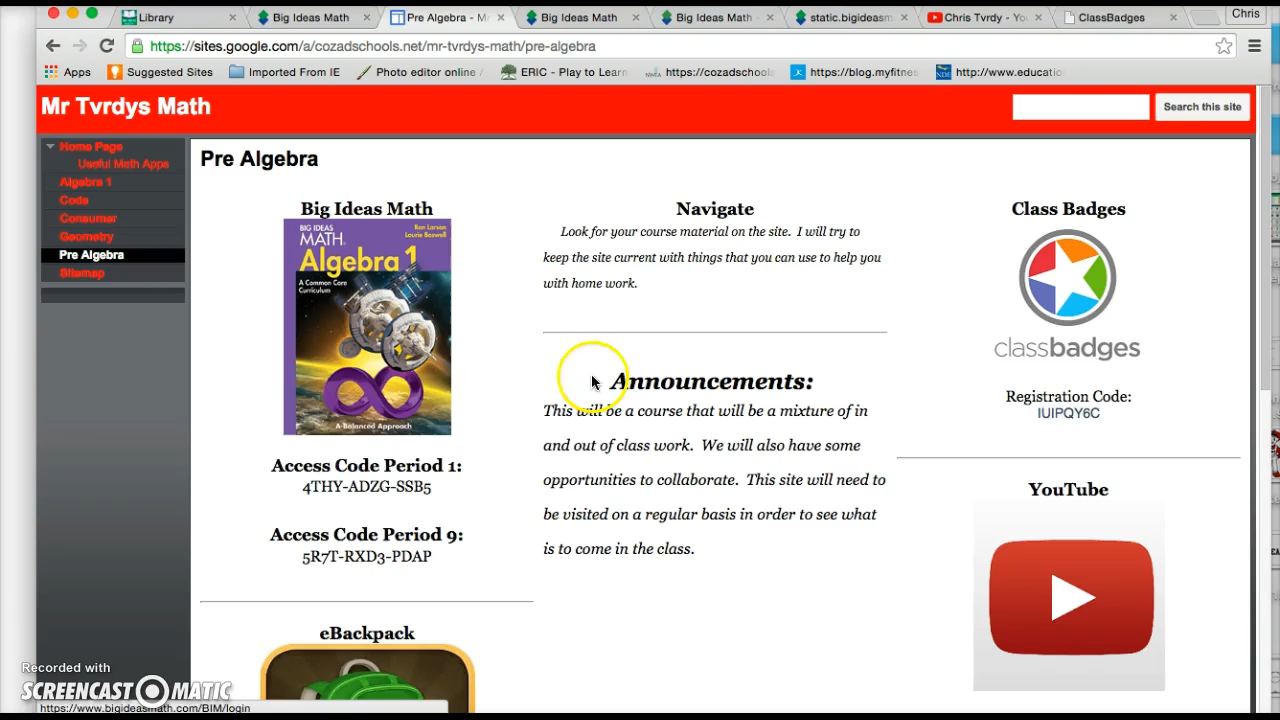 Library
Big Ideas Math
Pre Algebra - M
Big Ideas Math
Big Ideas Math
static.bigideasm
Chris Tvrdy - Yo
ClassBadges
Chris
https://sites.google.com/a/cozadschools.net/mr-tvrdys-math/pre-algebra
Apps
Suggested Sites
Imported From IE
Photo editor online /
ERIC - Play to Learn
https://cozadschools
https://blog.myfitne
http://www.educatio
Mr Tvrdys Math
Search this site
Home Page
Useful Math Apps
Algebra 1
Code
Consumer
Geometry
Pre Algebra
Sitemap
Pre Algebra
Big Ideas Math
BIG IDEAS
MATH
Ron Larson
Laurie Boswell
Algebra 1
A Common Core
Curriculum
A Balanced Approach
Access Code Period 1:
4THY-ADZG-SSB5
Access Code Period 9:
5R7T-RXD3-PDAP
eBackpack
Navigate
Look for your course material on the site. I will try to
keep the site current with things that you can use to help you
with home work.
Announcements:
This will be a course that will be a mixture of in
and out of class work. We will also have some
opportunities to collaborate. This site will need to
be visited on a regular basis in order to see what
is to come in the class.
Class Badges
classbadges
Registration Code:
IUIPQY6C
YouTube
Recorded with
SCREENCAST MATIC
https://www.bigideasmath.com/BIM/login